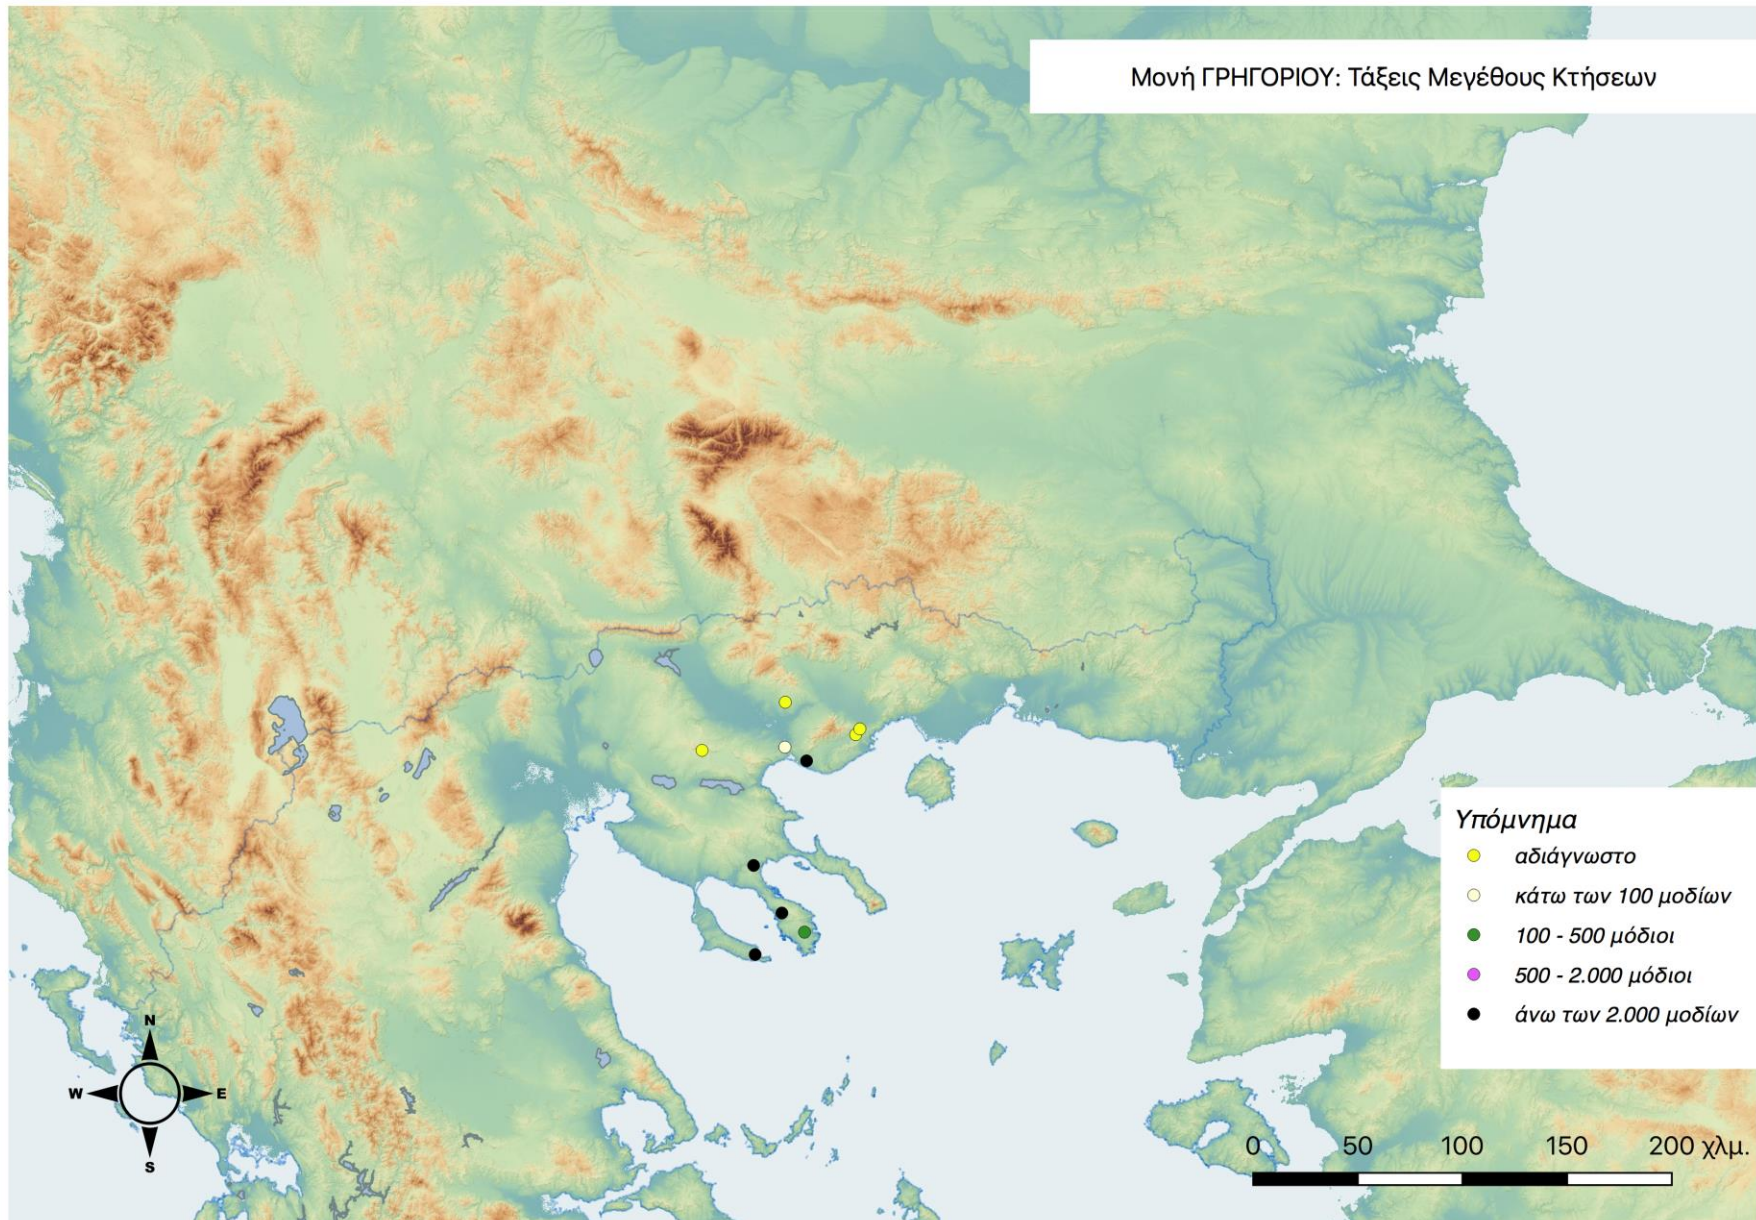 Μονή ΓΡΗΓΟΡΙΟΥ: Τάξεις Μεγέθους Κτήσεων
Υπόμνημα
αδιάγνωστο
κάτω των 100 μοδίων
100 - 500 μόδιοι
500 - 2.000 μόδιοι
άνω των 2.000 μοδίων
N
W E
S
0 50 100 150 200 χλμ.